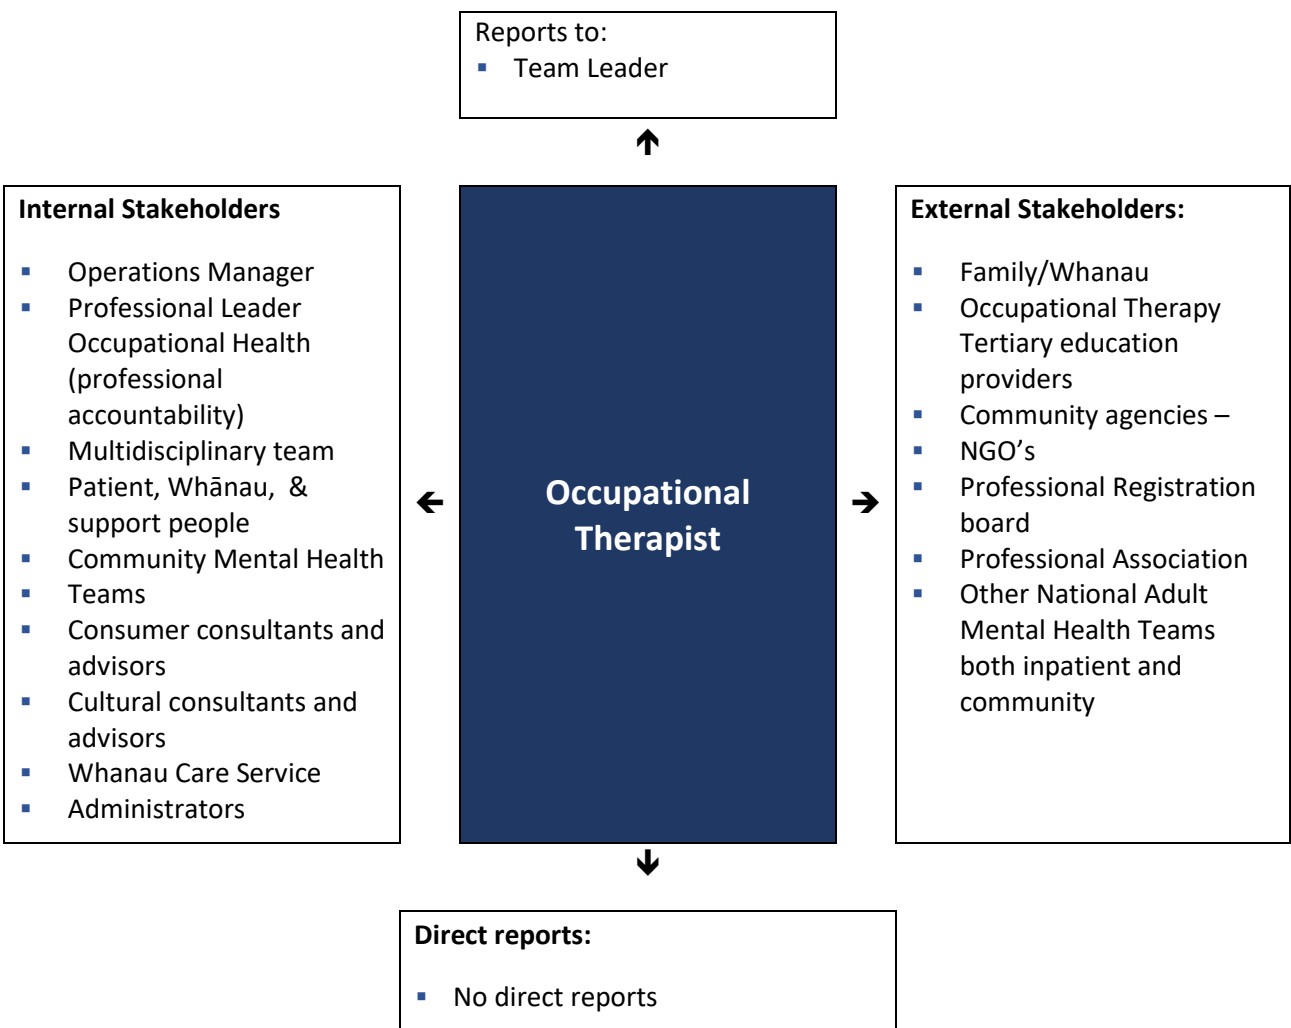 Reports to:
▪ Team Leader
Internal Stakeholders
▪ Operations Manager
▪ Professional Leader
Occupational Health
(professional
accountability)
▪ Multidisciplinary team
▪ Patient, Whānau, &
support people
▪ Community Mental Health
▪ Teams
▪ Consumer consultants and
advisors
▪ Cultural consultants and
advisors
▪ Whanau Care Service
▪ Administrators
Occupational
Therapist
External Stakeholders:
▪ Family/Whanau
▪ Occupational Therapy
Tertiary education
providers
▪ Community agencies –
▪ NGO’s
▪ Professional Registration
board
▪ Professional Association
▪ Other National Adult
Mental Health Teams
both inpatient and
community
Direct reports:
▪ No direct reports